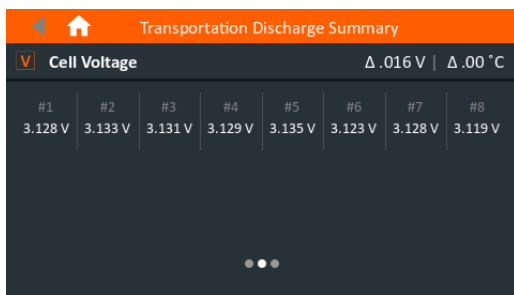 Transportation Discharge Summary
V Cell Voltage Δ .016 V | Δ .00 °C
#1 #2 #3 #4 #5 #6 #7 #8
3.128 V 3.133 V 3.131 V 3.129 V 3.135 V 3.123 V 3.128 V 3.119 V